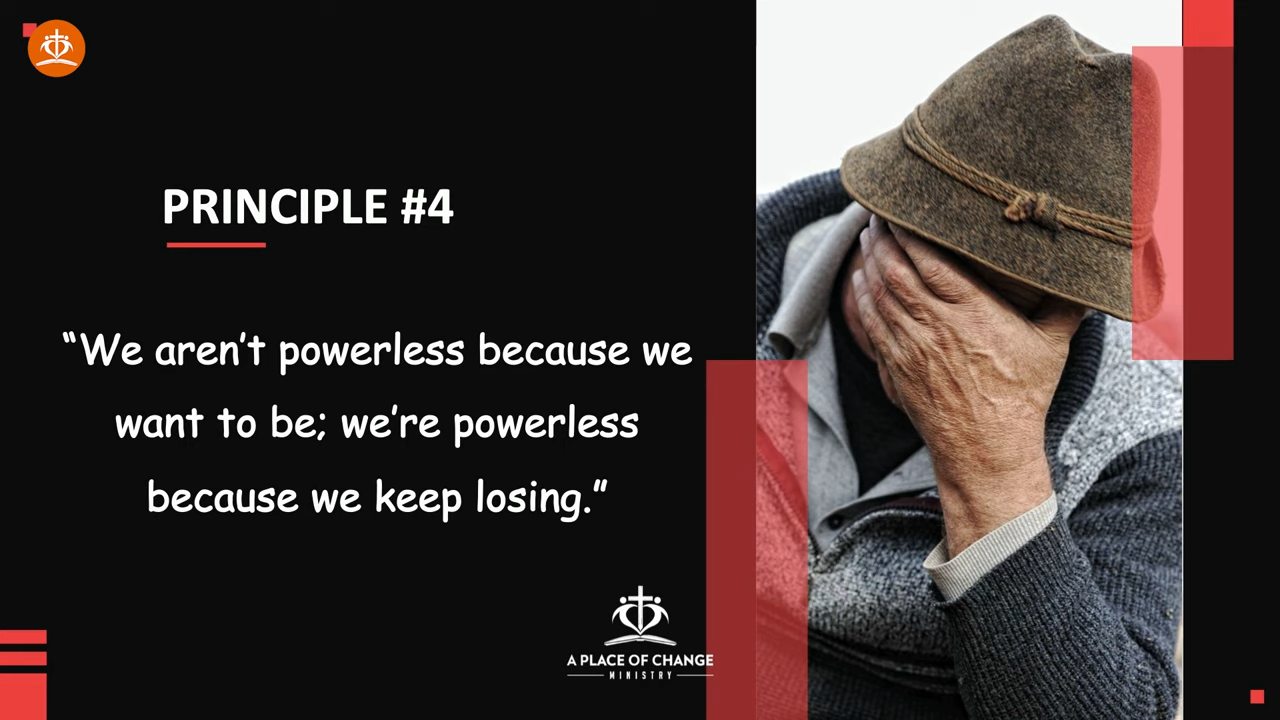 PRINCIPLE #4
“We aren’t powerless because we
want to be; we’re powerless
because we keep losing.”
A PLACE OF CHANGE
MINISTRY